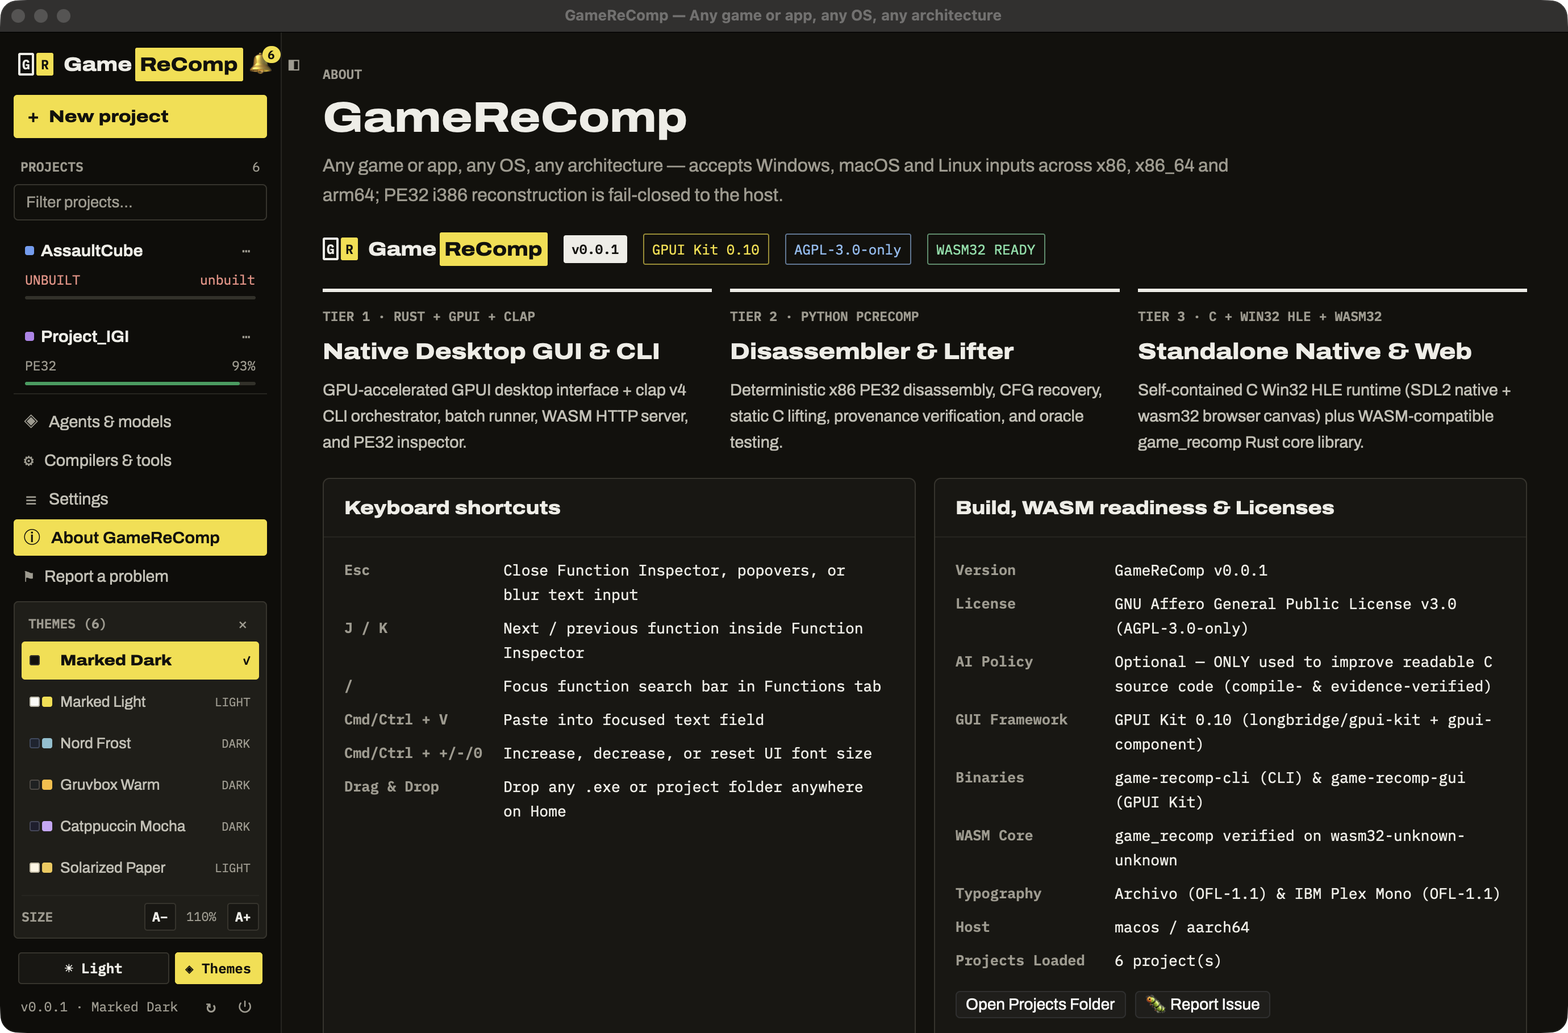 GameReComp — Any game or app, any OS, any architecture
GR Game ReComp 6
+ New project
PROJECTS 6
Filter projects...
AssaultCube ...
UNBUILT unbuilt
Project_IGI ...
PE32 93%
Agents & models
Compilers & tools
Settings
About GameReComp
Report a problem
THEMES (6) ×
Marked Dark ✓
Marked Light LIGHT
Nord Frost DARK
Gruvbox Warm DARK
Catppuccin Mocha DARK
Solarized Paper LIGHT
SIZE A− 110% A+
☀ Light ◈ Themes
v0.0.1 · Marked Dark ↻
ABOUT
GameReComp
Any game or app, any OS, any architecture — accepts Windows, macOS and Linux inputs across x86, x86_64 and
arm64; PE32 i386 reconstruction is fail-closed to the host.
GR Game ReComp v0.0.1 GPUI Kit 0.10 AGPL-3.0-only WASM32 READY
TIER 1 · RUST + GPUI + CLAP
Native Desktop GUI & CLI
GPU-accelerated GPUI desktop interface + clap v4
CLI orchestrator, batch runner, WASM HTTP server,
and PE32 inspector.
TIER 2 · PYTHON PCRECOMP
Disassembler & Lifter
Deterministic x86 PE32 disassembly, CFG recovery,
static C lifting, provenance verification, and oracle
testing.
TIER 3 · C + WIN32 HLE + WASM32
Standalone Native & Web
Self-contained C Win32 HLE runtime (SDL2 native +
wasm32 browser canvas) plus WASM-compatible
game_recomp Rust core library.
Keyboard shortcuts
Esc Close Function Inspector, popovers, or
blur text input
J / K Next / previous function inside Function
Inspector
/ Focus function search bar in Functions tab
Cmd/Ctrl + V Paste into focused text field
Cmd/Ctrl + +/-/0 Increase, decrease, or reset UI font size
Drag & Drop Drop any .exe or project folder anywhere
on Home
Build, WASM readiness & Licenses
Version GameReComp v0.0.1
License GNU Affero General Public License v3.0
(AGPL-3.0-only)
AI Policy Optional — ONLY used to improve readable C
source code (compile- & evidence-verified)
GUI Framework GPUI Kit 0.10 (longbridge/gpui-kit + gpui-
component)
Binaries game-recomp-cli (CLI) & game-recomp-gui
(GPUI Kit)
WASM Core game_recomp verified on wasm32-unknown-
unknown
Typography Archivo (OFL-1.1) & IBM Plex Mono (OFL-1.1)
Host macos / aarch64
Projects Loaded 6 project(s)
Open Projects Folder 🐛 Report Issue